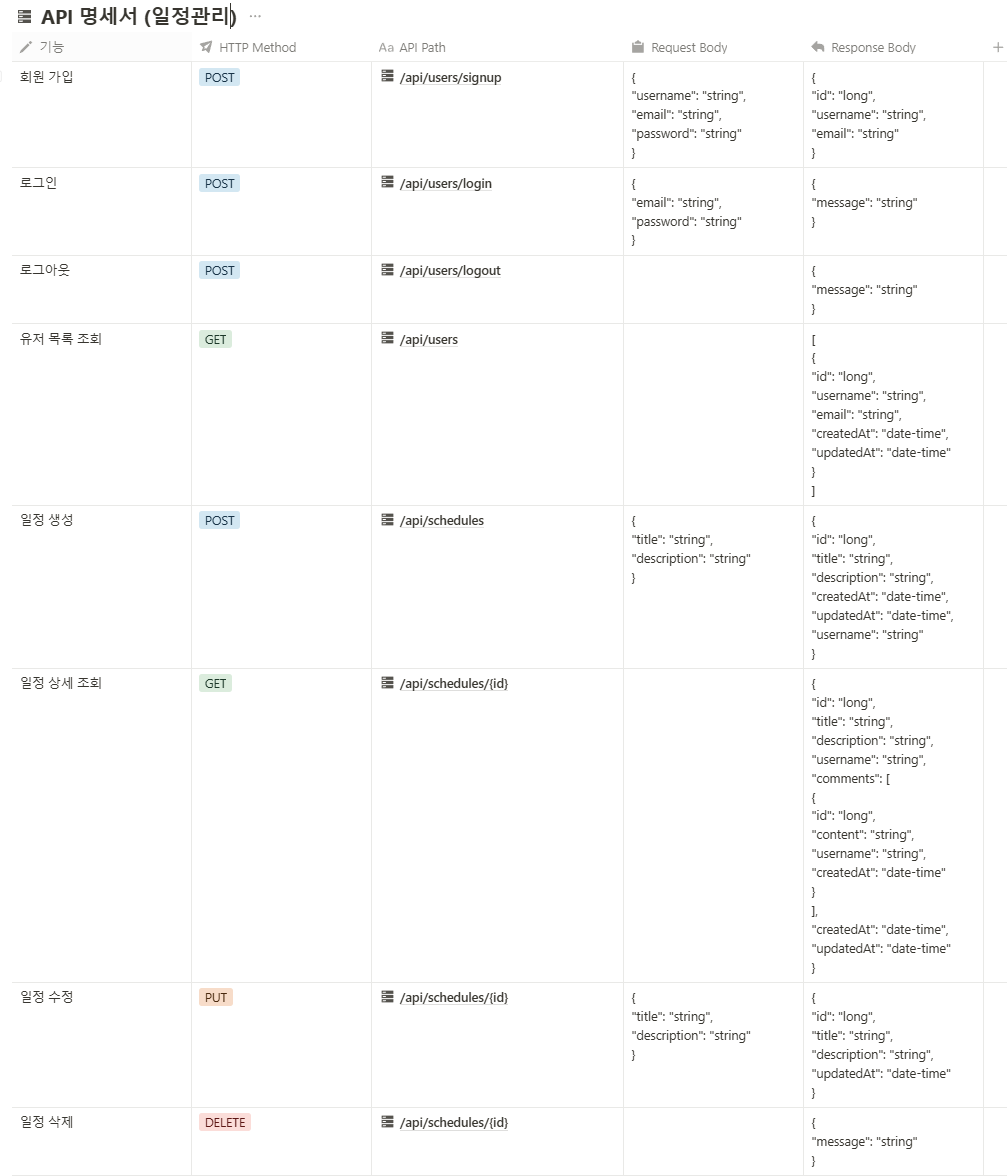 API 명세서 (일정관리) ...
기능 HTTP Method Aa API Path Request Body Response Body +
회원 가입 POST /api/users/signup
{
"username": "string",
"email": "string",
"password": "string"
}
{
"id": "long",
"username": "string",
"email": "string"
}
로그인 POST /api/users/login
{
"email": "string",
"password": "string"
}
{
"message": "string"
}
로그아웃 POST /api/users/logout
{
"message": "string"
}
유저 목록 조회 GET /api/users
[
{
"id": "long",
"username": "string",
"email": "string",
"createdAt": "date-time",
"updatedAt": "date-time"
}
]
일정 생성 POST /api/schedules
{
"title": "string",
"description": "string"
}
{
"id": "long",
"title": "string",
"description": "string",
"createdAt": "date-time",
"updatedAt": "date-time",
"username": "string"
}
일정 상세 조회 GET /api/schedules/{id}
{
"id": "long",
"title": "string",
"description": "string",
"username": "string",
"comments": [
{
"id": "long",
"content": "string",
"username": "string",
"createdAt": "date-time"
}
],
"createdAt": "date-time",
"updatedAt": "date-time"
}
일정 수정 PUT /api/schedules/{id}
{
"title": "string",
"description": "string"
}
{
"id": "long",
"title": "string",
"description": "string",
"updatedAt": "date-time"
}
일정 삭제 DELETE /api/schedules/{id}
{
"message": "string"
}